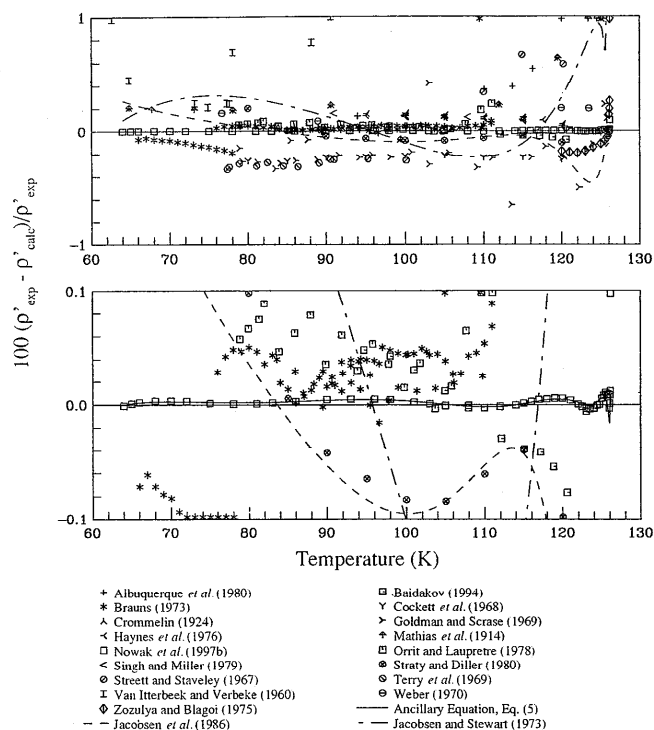 1
0
−1
60
70
80
90
100
110
120
130
100 (ρ'exp - ρ'calc)/ρ'exp
0.1
0.0
−0.1
60
70
80
90
100
110
120
130
Temperature (K)
+ Albuquerque et al. (1980)
Brauns (1973)
Crommelin (1924)
Haynes et al. (1976)
Nowak et al. (1997b)
Singh and Miller (1979)
Streett and Staveley (1967)
Van Itterbeek and Verbeke (1960)
Zozulya and Blagoi (1975)
Jacobsen et al. (1986)
Baidakov (1994)
Cockett et al. (1968)
Goldman and Scrase (1969)
Mathias et al. (1914)
Orrit and Laupretre (1978)
Straty and Diller (1980)
Terry et al. (1969)
Weber (1970)
Ancillary Equation, Eq. (5)
Jacobsen and Stewart (1973)